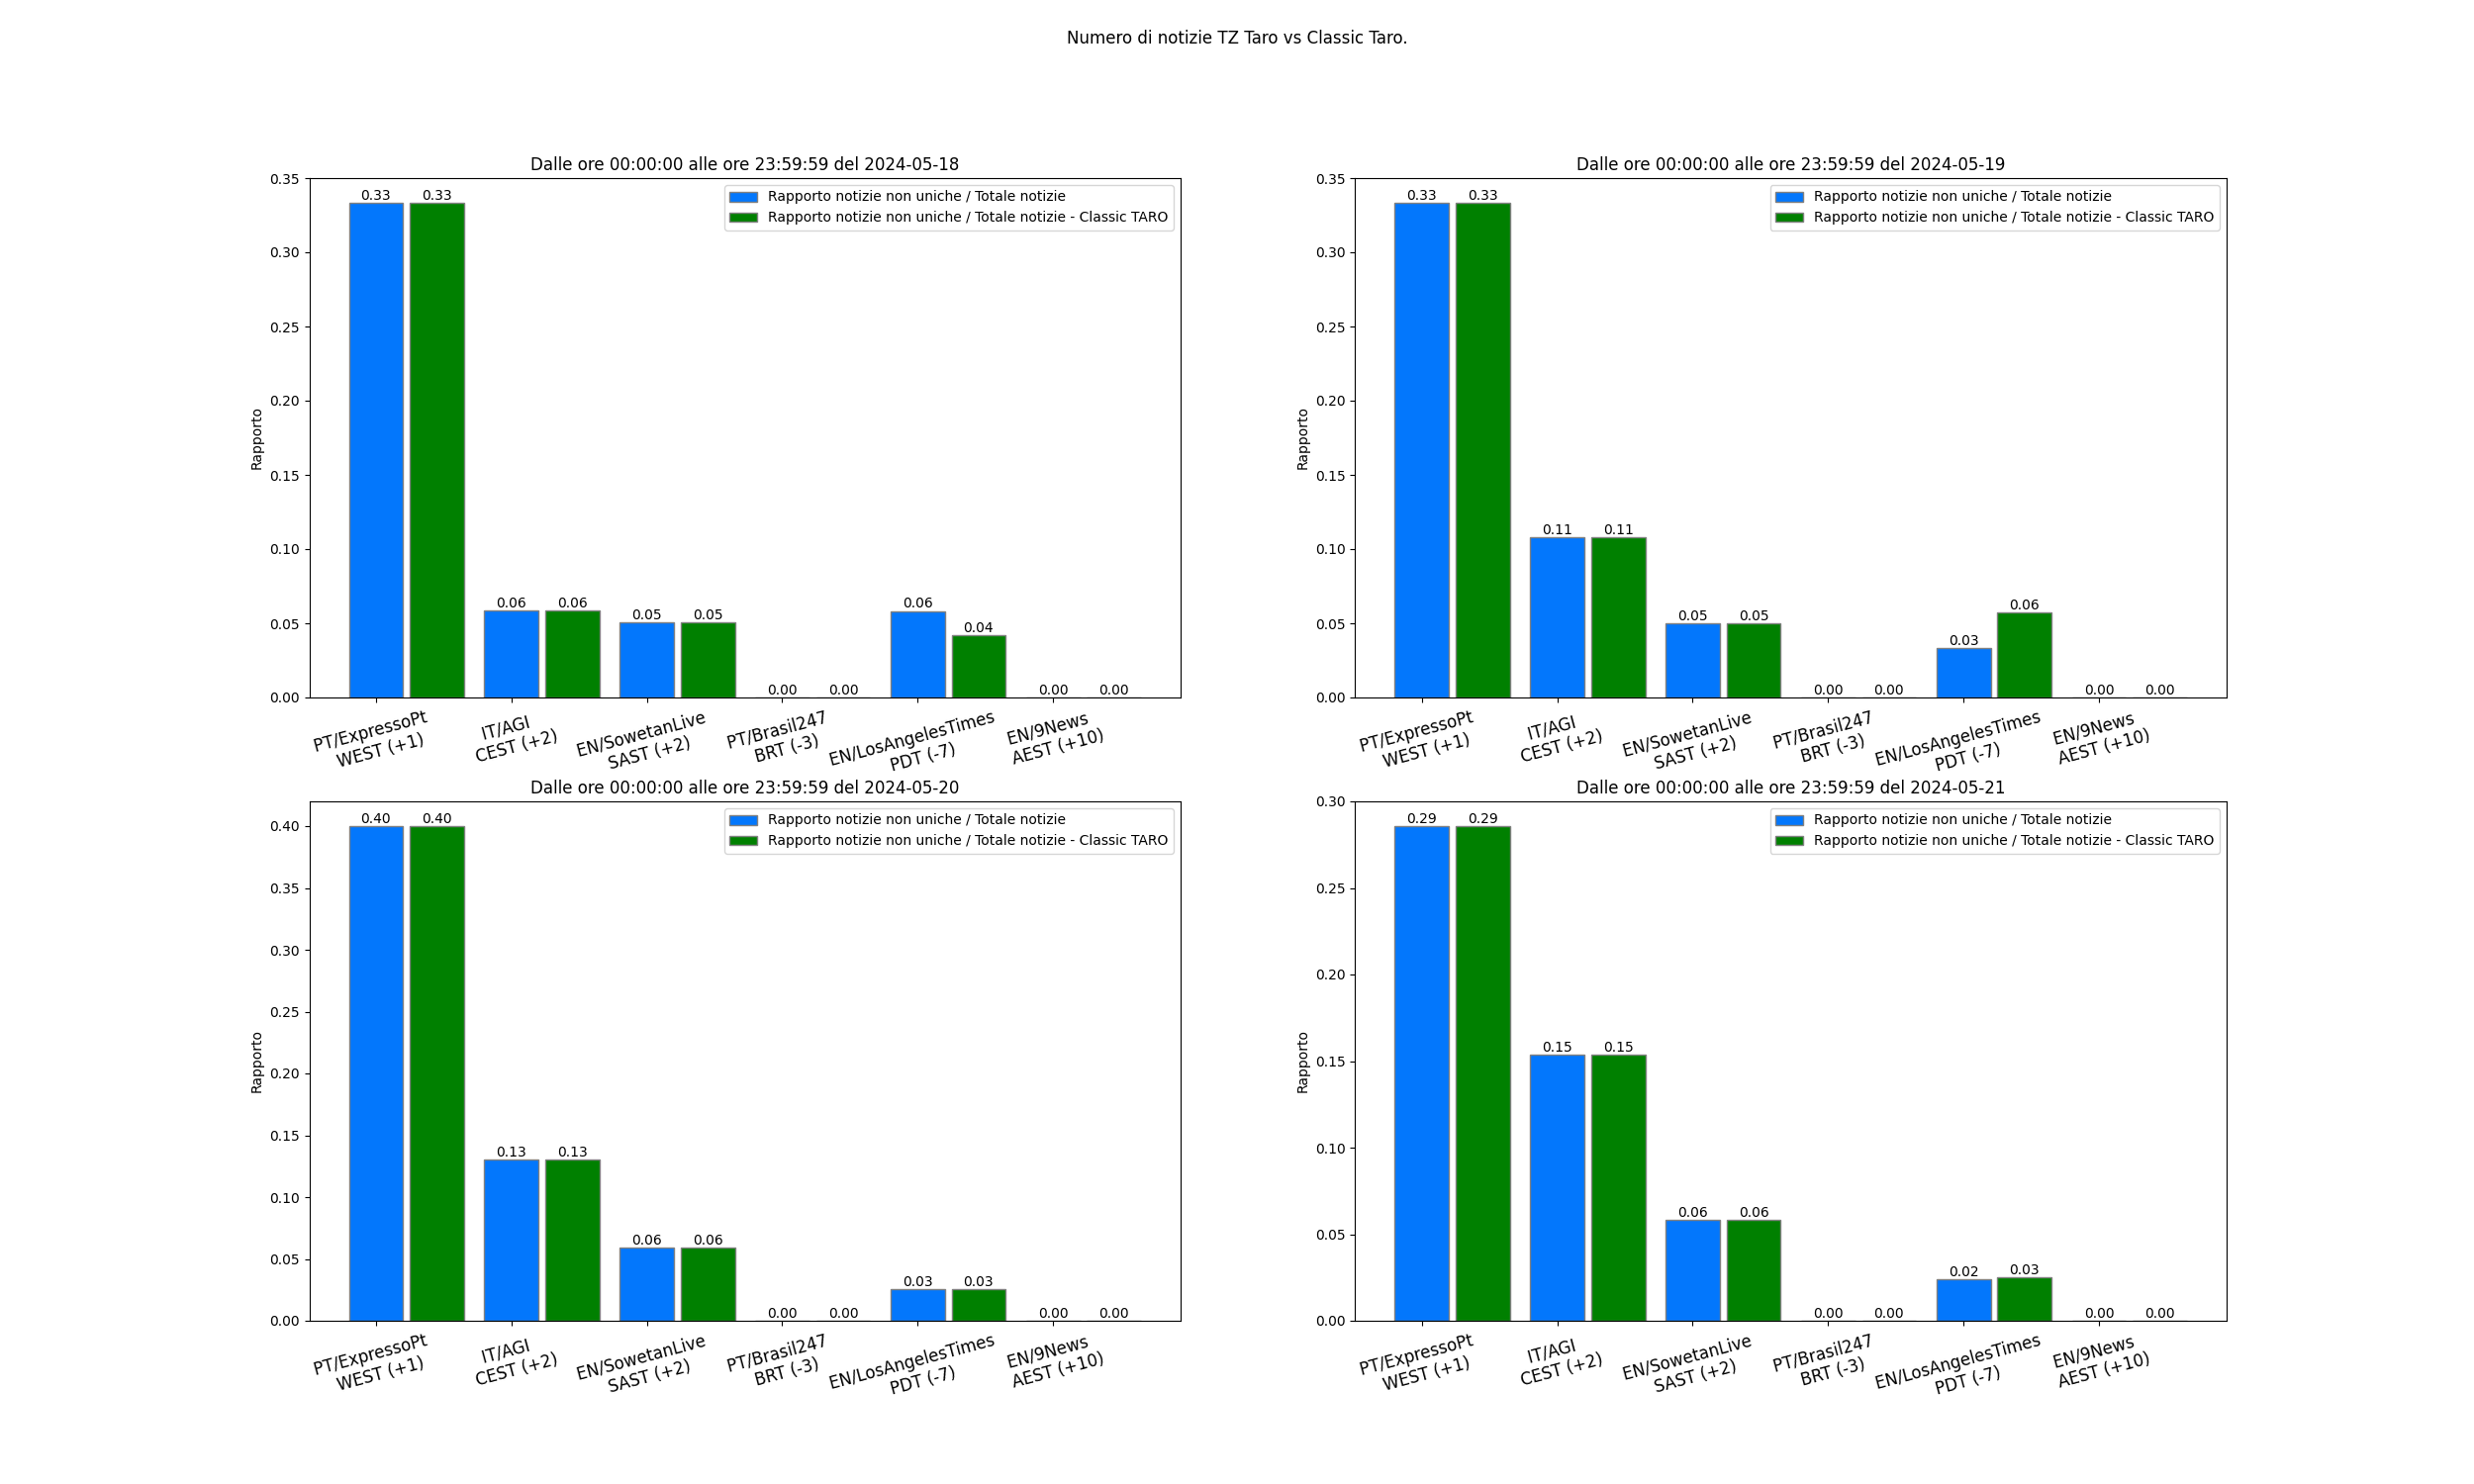 Numero di notizie TZ Taro vs Classic Taro.
Dalle ore 00:00:00 alle ore 23:59:59 del 2024-05-18
Rapporto notizie non uniche / Totale notizie
Rapporto notizie non uniche / Totale notizie - Classic TARO
Rapporto
0.35
0.30
0.25
0.20
0.15
0.10
0.05
0.00
0.33 0.33 0.06 0.06 0.05 0.05 0.00 0.00 0.06 0.04 0.00 0.00
PT/ExpressoPt
WEST (+1)
IT/AGI
CEST (+2)
EN/SowetanLive
SAST (+2)
PT/Brasil247
BRT (-3)
EN/LosAngelesTimes
PDT (-7)
EN/9News
AEST (+10)
Dalle ore 00:00:00 alle ore 23:59:59 del 2024-05-19
Rapporto notizie non uniche / Totale notizie
Rapporto notizie non uniche / Totale notizie - Classic TARO
Rapporto
0.35
0.30
0.25
0.20
0.15
0.10
0.05
0.00
0.33 0.33 0.11 0.11 0.05 0.05 0.00 0.00 0.03 0.06 0.00 0.00
PT/ExpressoPt
WEST (+1)
IT/AGI
CEST (+2)
EN/SowetanLive
SAST (+2)
PT/Brasil247
BRT (-3)
EN/LosAngelesTimes
PDT (-7)
EN/9News
AEST (+10)
Dalle ore 00:00:00 alle ore 23:59:59 del 2024-05-20
Rapporto notizie non uniche / Totale notizie
Rapporto notizie non uniche / Totale notizie - Classic TARO
Rapporto
0.40
0.35
0.30
0.25
0.20
0.15
0.10
0.05
0.00
0.40 0.40 0.13 0.13 0.06 0.06 0.00 0.00 0.03 0.03 0.00 0.00
PT/ExpressoPt
WEST (+1)
IT/AGI
CEST (+2)
EN/SowetanLive
SAST (+2)
PT/Brasil247
BRT (-3)
EN/LosAngelesTimes
PDT (-7)
EN/9News
AEST (+10)
Dalle ore 00:00:00 alle ore 23:59:59 del 2024-05-21
Rapporto notizie non uniche / Totale notizie
Rapporto notizie non uniche / Totale notizie - Classic TARO
Rapporto
0.30
0.25
0.20
0.15
0.10
0.05
0.00
0.29 0.29 0.15 0.15 0.06 0.06 0.00 0.00 0.02 0.03 0.00 0.00
PT/ExpressoPt
WEST (+1)
IT/AGI
CEST (+2)
EN/SowetanLive
SAST (+2)
PT/Brasil247
BRT (-3)
EN/LosAngelesTimes
PDT (-7)
EN/9News
AEST (+10)